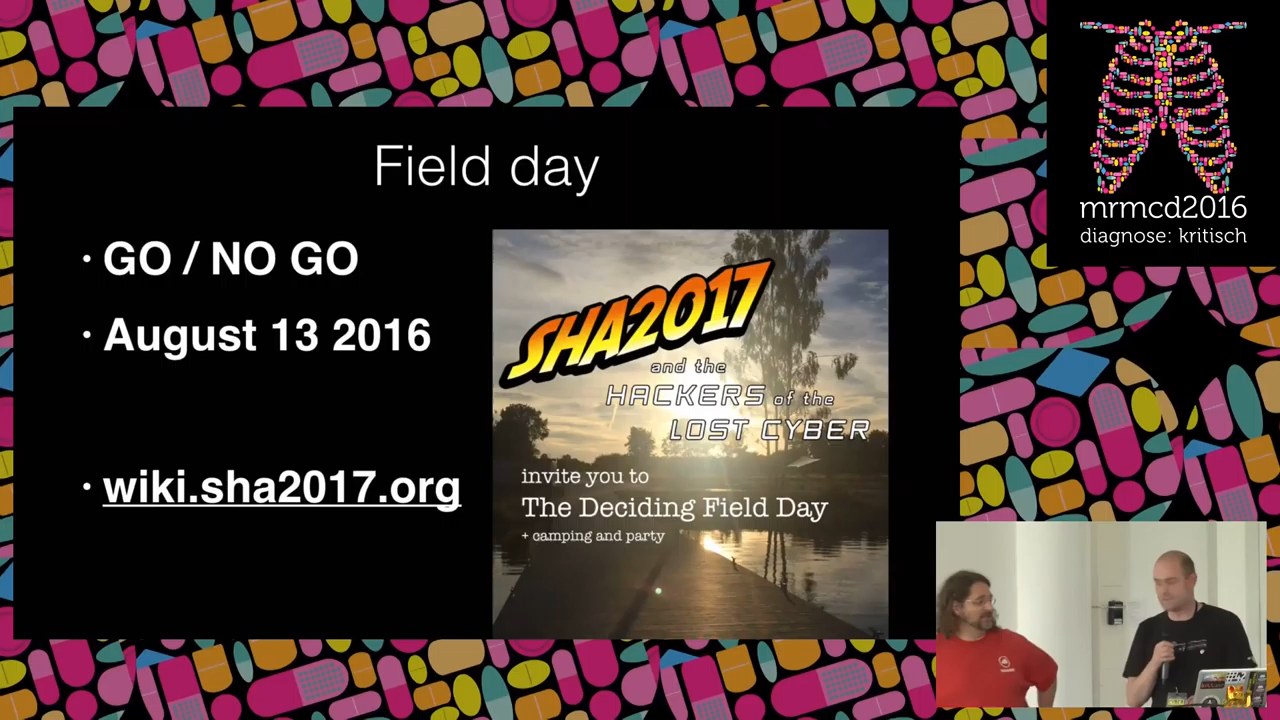 Field day
· GO / NO GO
· August 13 2016
· wiki.sha2017.org
SHA2017
and the
HACKERS of the
LOST CYBER
invite you to
The Deciding Field Day
+ camping and party
mrmcd2016
diagnose: kritisch